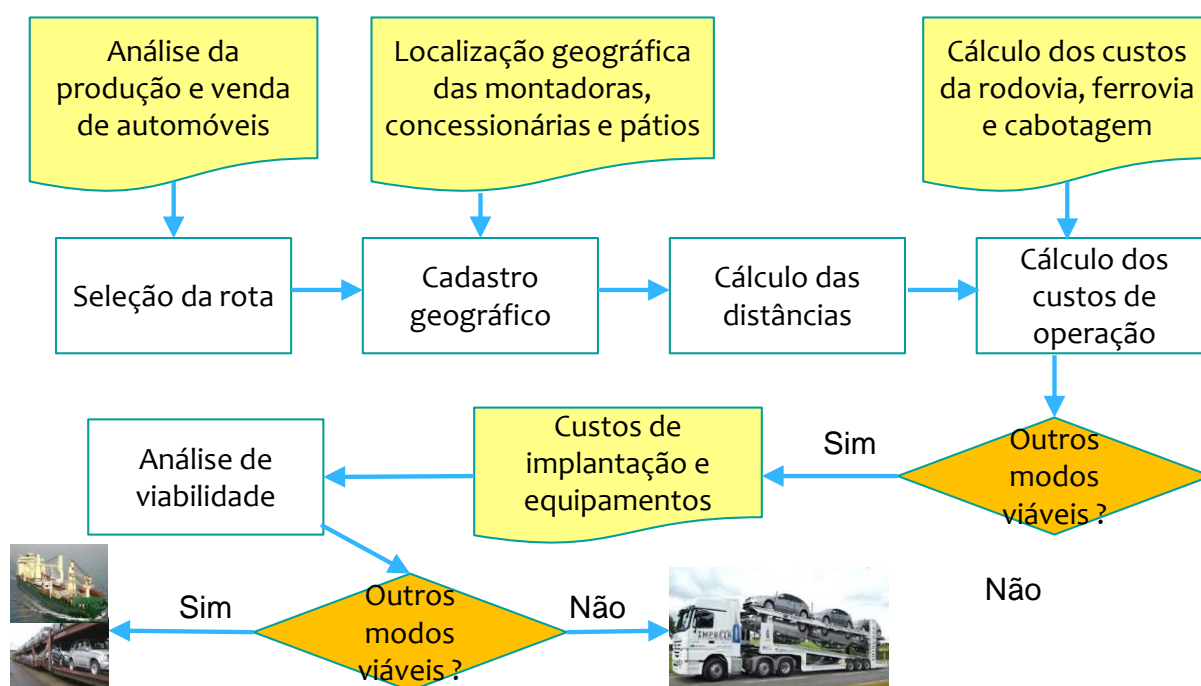 Análise da
produção e venda
de automóveis
Localização geográfica
das montadoras,
concessionárias e pátios
Cálculo dos custos
da rodovia, ferrovia
e cabotagem
Seleção da rota
Cadastro
geográfico
Cálculo das
distâncias
Cálculo dos
custos de
operação
Outros
modos
viáveis ?
Sim
Não
Custos de
implantação e
equipamentos
Análise de
viabilidade
Outros
modos
viáveis ?
Sim
Não